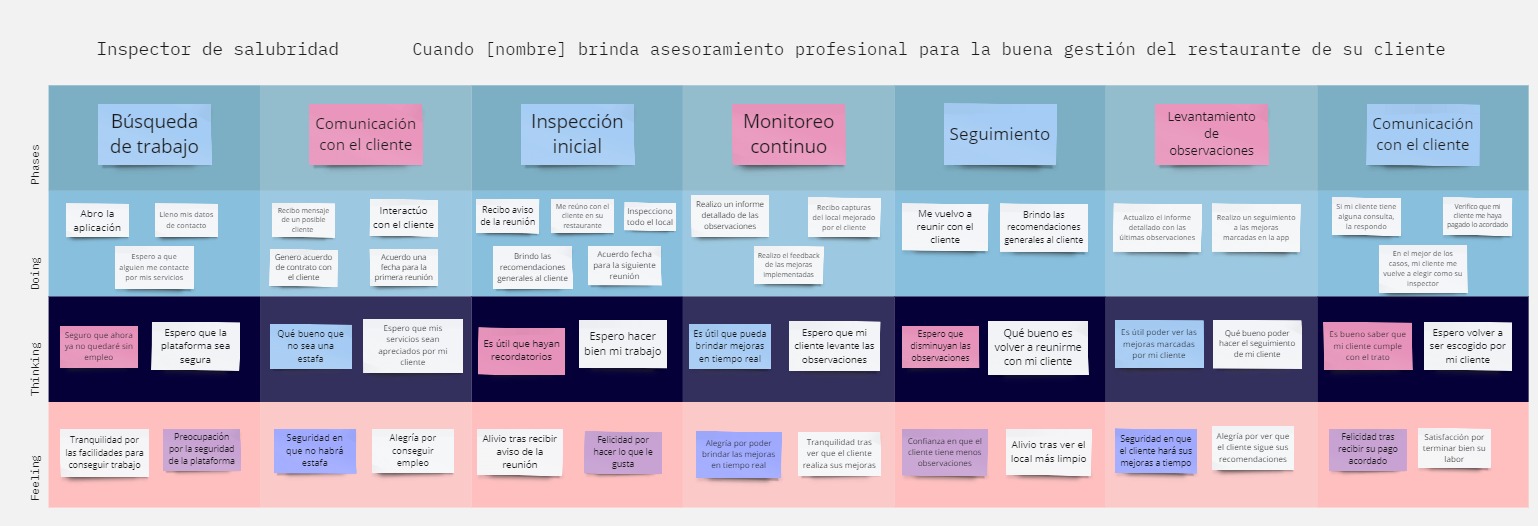 Inspector de salubridad
Cuando [nombre] brinda asesoramiento profesional para la buena gestión del restaurante de su cliente
Phases
Búsqueda
de trabajo
Comunicación
con el cliente
Inspección
inicial
Monitoreo
continuo
Seguimiento
Levantamiento
de
observaciones
Comunicación
con el cliente
Doing
Abro la
aplicación
Lleno mis datos
de contacto
Espero a que
alguien me contacte
por mis servicios
Recibo mensaje
de un posible
cliente
Interactúo
con el cliente
Genero acuerdo
de contrato con
el cliente
Acuerdo una
fecha para la
primera reunión
Recibo aviso
de la reunión
Me reúno con el
cliente en su
restaurante
Inspecciono
todo el local
Brindo las
recomendaciones
generales al cliente
Acuerdo fecha
para la siguiente
reunión
Realizo un informe
detallado de las
observaciones
Recibo capturas
del local mejorado
por el cliente
Realizo el feedback
de las mejoras
implementadas
Me vuelvo a
reunir con el
cliente
Brindo las
recomendaciones
generales al cliente
Actualizo el informe
detallado con las
últimas observaciones
Realizo un seguimiento
a las mejoras
marcadas en la app
Si mi cliente tiene
alguna consulta,
la respondo
Verifico que mi
cliente me haya
pagado lo acordado
En el mejor de los
casos, mi cliente me
vuelve a elegir como su
inspector
Thinking
Seguro que ahora
ya no quedaré sin
empleo
Espero que la
plataforma sea
segura
Qué bueno que
no sea una
estafa
Espero que mis
servicios sean
apreciados por mi
cliente
Es útil que hayan
recordatorios
Espero hacer
bien mi trabajo
Es útil que pueda
brindar mejoras
en tiempo real
Espero que mi
cliente levante las
observaciones
Espero que
disminuyan las
observaciones
Qué bueno es
volver a reunirme
con mi cliente
Es útil poder ver las
mejoras marcadas
por mi cliente
Qué bueno poder
hacer el seguimiento
de mi cliente
Es bueno saber que
mi cliente cumple
con el trato
Espero volver a
ser escogido por
mi cliente
Feeling
Tranquilidad por
las facilidades para
conseguir trabajo
Preocupación
por la seguridad
de la plataforma
Seguridad en
que no habrá
estafa
Alegría por
conseguir
empleo
Alivio tras recibir
aviso de la
reunión
Felicidad por
hacer lo que le
gusta
Alegría por poder
brindar las mejoras
en tiempo real
Tranquilidad tras
ver que el cliente
realiza sus mejoras
Confianza en que el
cliente tiene menos
observaciones
Alivio tras ver el
local más limpio
Seguridad en que
el cliente hará sus
mejoras a tiempo
Alegría por ver que
el cliente sigue sus
recomendaciones
Felicidad tras
recibir su pago
acordado
Satisfacción por
terminar bien su
labor